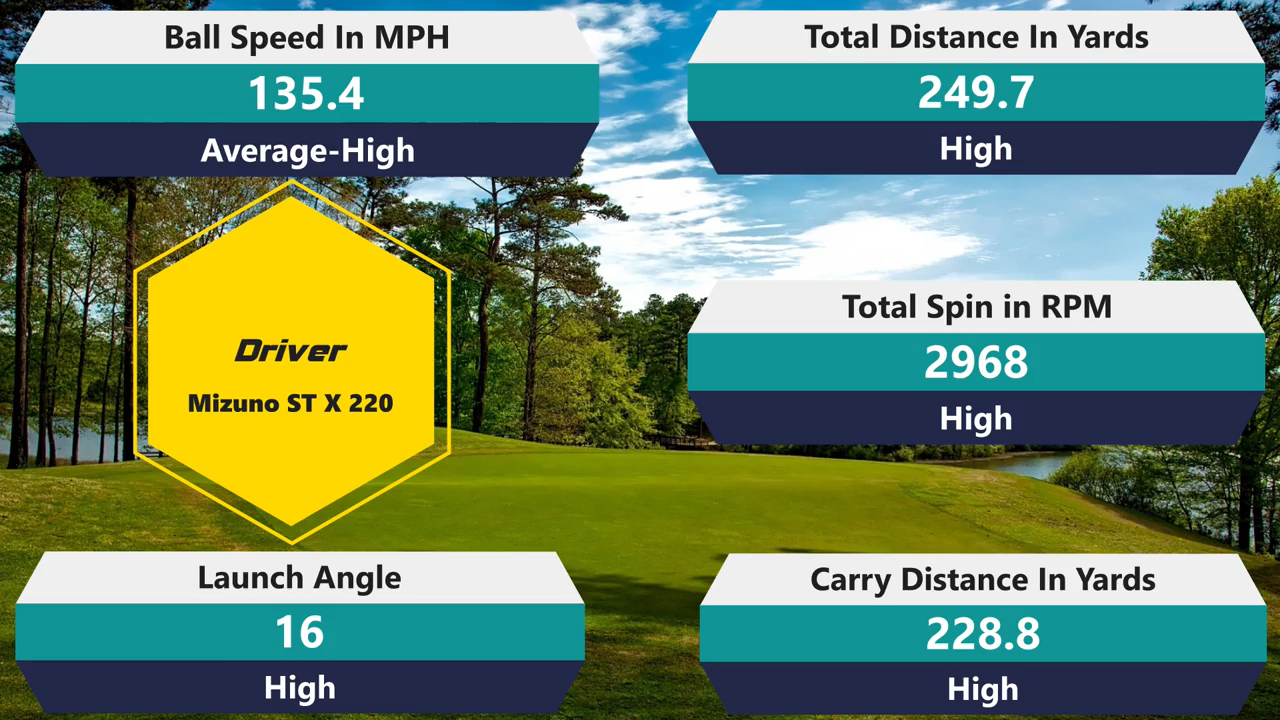 Ball Speed In MPH
135.4
Average-High
Total Distance In Yards
249.7
High
Driver
Mizuno ST X 220
Total Spin in RPM
2968
High
Launch Angle
16
High
Carry Distance In Yards
228.8
High